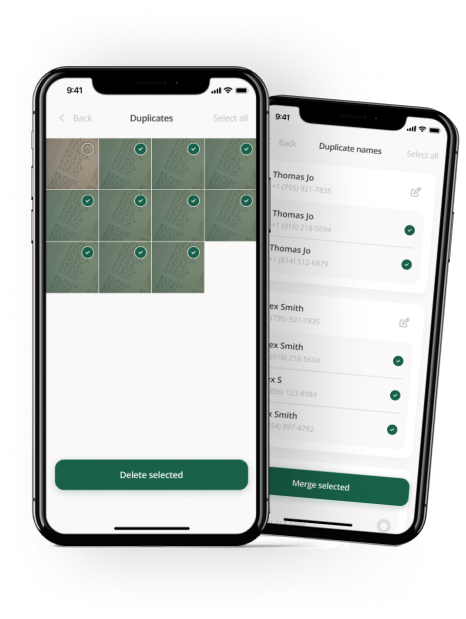 9:41
Back
Duplicates
Select all
Delete selected
9:41
Back
Duplicate names
Select all
Thomas Jo
+1 (795) 921-7835
Thomas Jo
+1 (916) 218-5694
Thomas Jo
+1 (814) 512-6879
ex Smith
(795) 921-7835
ex Smith
(916) 218-5694
ex S
856) 123-8984
x Smith
54) 897-4792
Merge selected